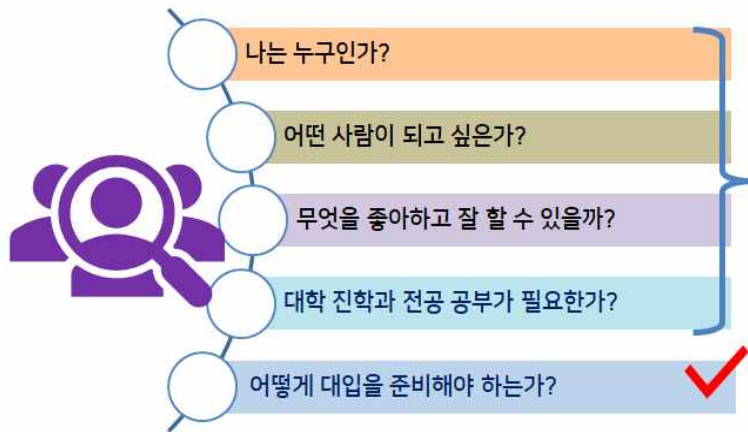 나는 누구인가?
어떤 사람이 되고 싶은가?
무엇을 좋아하고 잘 할 수 있을까?
대학 진학과 전공 공부가 필요한가?
어떻게 대입을 준비해야 하는가?